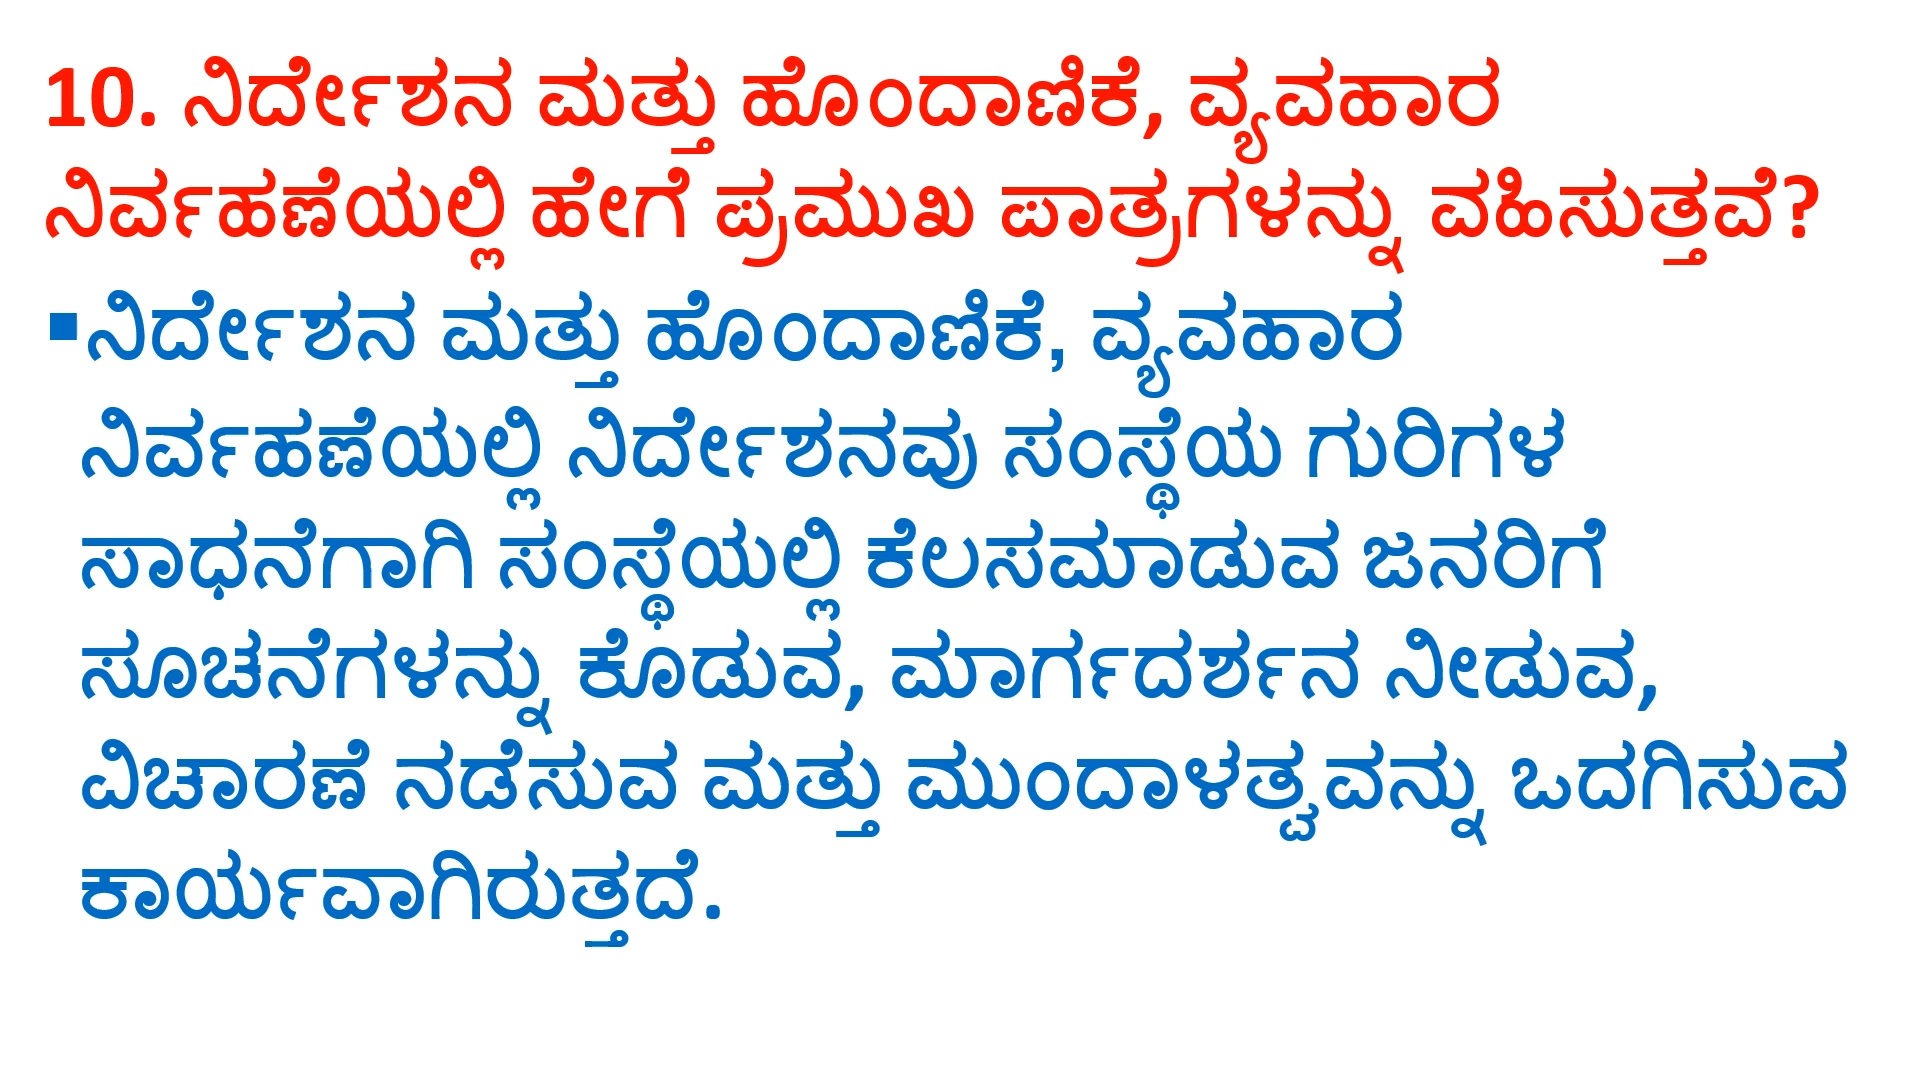 10. ನಿರ್ದೇಶನ ಮತ್ತು ಹೊಂದಾಣಿಕೆ, ವ್ಯವಹಾರ
ನಿರ್ವಹಣೆಯಲ್ಲಿ ಹೇಗೆ ಪ್ರಮುಖ ಪಾತ್ರಗಳನ್ನು ವಹಿಸುತ್ತವೆ?
▪ನಿರ್ದೇಶನ ಮತ್ತು ಹೊಂದಾಣಿಕೆ, ವ್ಯವಹಾರ
ನಿರ್ವಹಣೆಯಲ್ಲಿ ನಿರ್ದೇಶನವು ಸಂಸ್ಥೆಯ ಗುರಿಗಳ
ಸಾಧನೆಗಾಗಿ ಸಂಸ್ಥೆಯಲ್ಲಿ ಕೆಲಸಮಾಡುವ ಜನರಿಗೆ
ಸೂಚನೆಗಳನ್ನು ಕೊಡುವ, ಮಾರ್ಗದರ್ಶನ ನೀಡುವ,
ವಿಚಾರಣೆ ನಡೆಸುವ ಮತ್ತು ಮುಂದಾಳತ್ವವನ್ನು ಒದಗಿಸುವ
ಕಾರ್ಯವಾಗಿರುತ್ತದೆ.